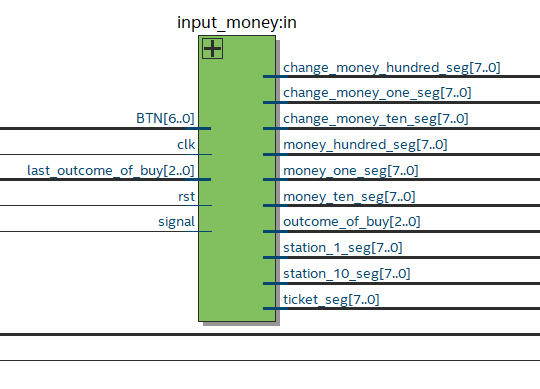 input_money:in
change_money_hundred_seg[7..0]
change_money_one_seg[7..0]
BTN[6..0]
change_money_ten_seg[7..0]
clk
money_hundred_seg[7..0]
last_outcome_of_buy[2..0]
money_one_seg[7..0]
rst
money_ten_seg[7..0]
signal
outcome_of_buy[2..0]
station_1_seg[7..0]
station_10_seg[7..0]
ticket_seg[7..0]